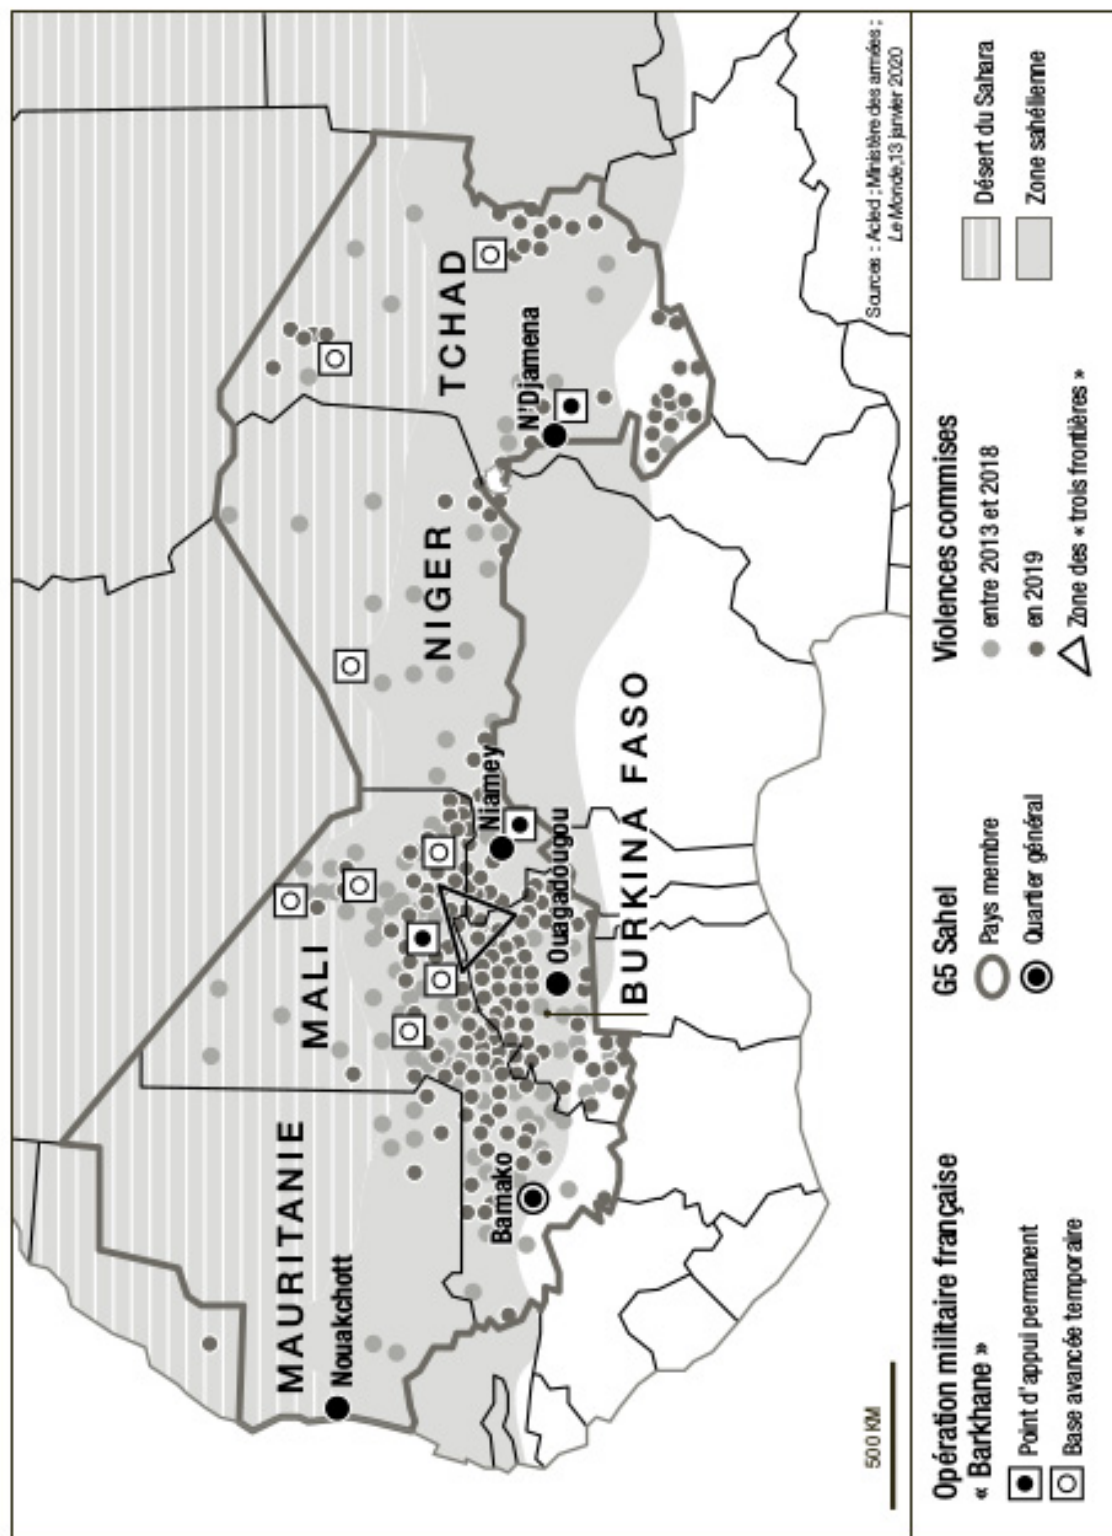 MAURITANIE
Nouakchott
MALI
Bamako
NIGER
Niamey
Ouagadougou
BURKINA FASO
TCHAD
N'Djamena
500 KM
Sources : Acled ; Ministère des armées ;
Le Monde, 13 janvier 2020
Opération militaire française
« Barkhane »
Point d'appui permanent
Base avancée temporaire
G5 Sahel
Pays membre
Quartier général
Violences commises
entre 2013 et 2018
en 2019
Zone des « trois frontières »
Désert du Sahara
Zone sahélienne